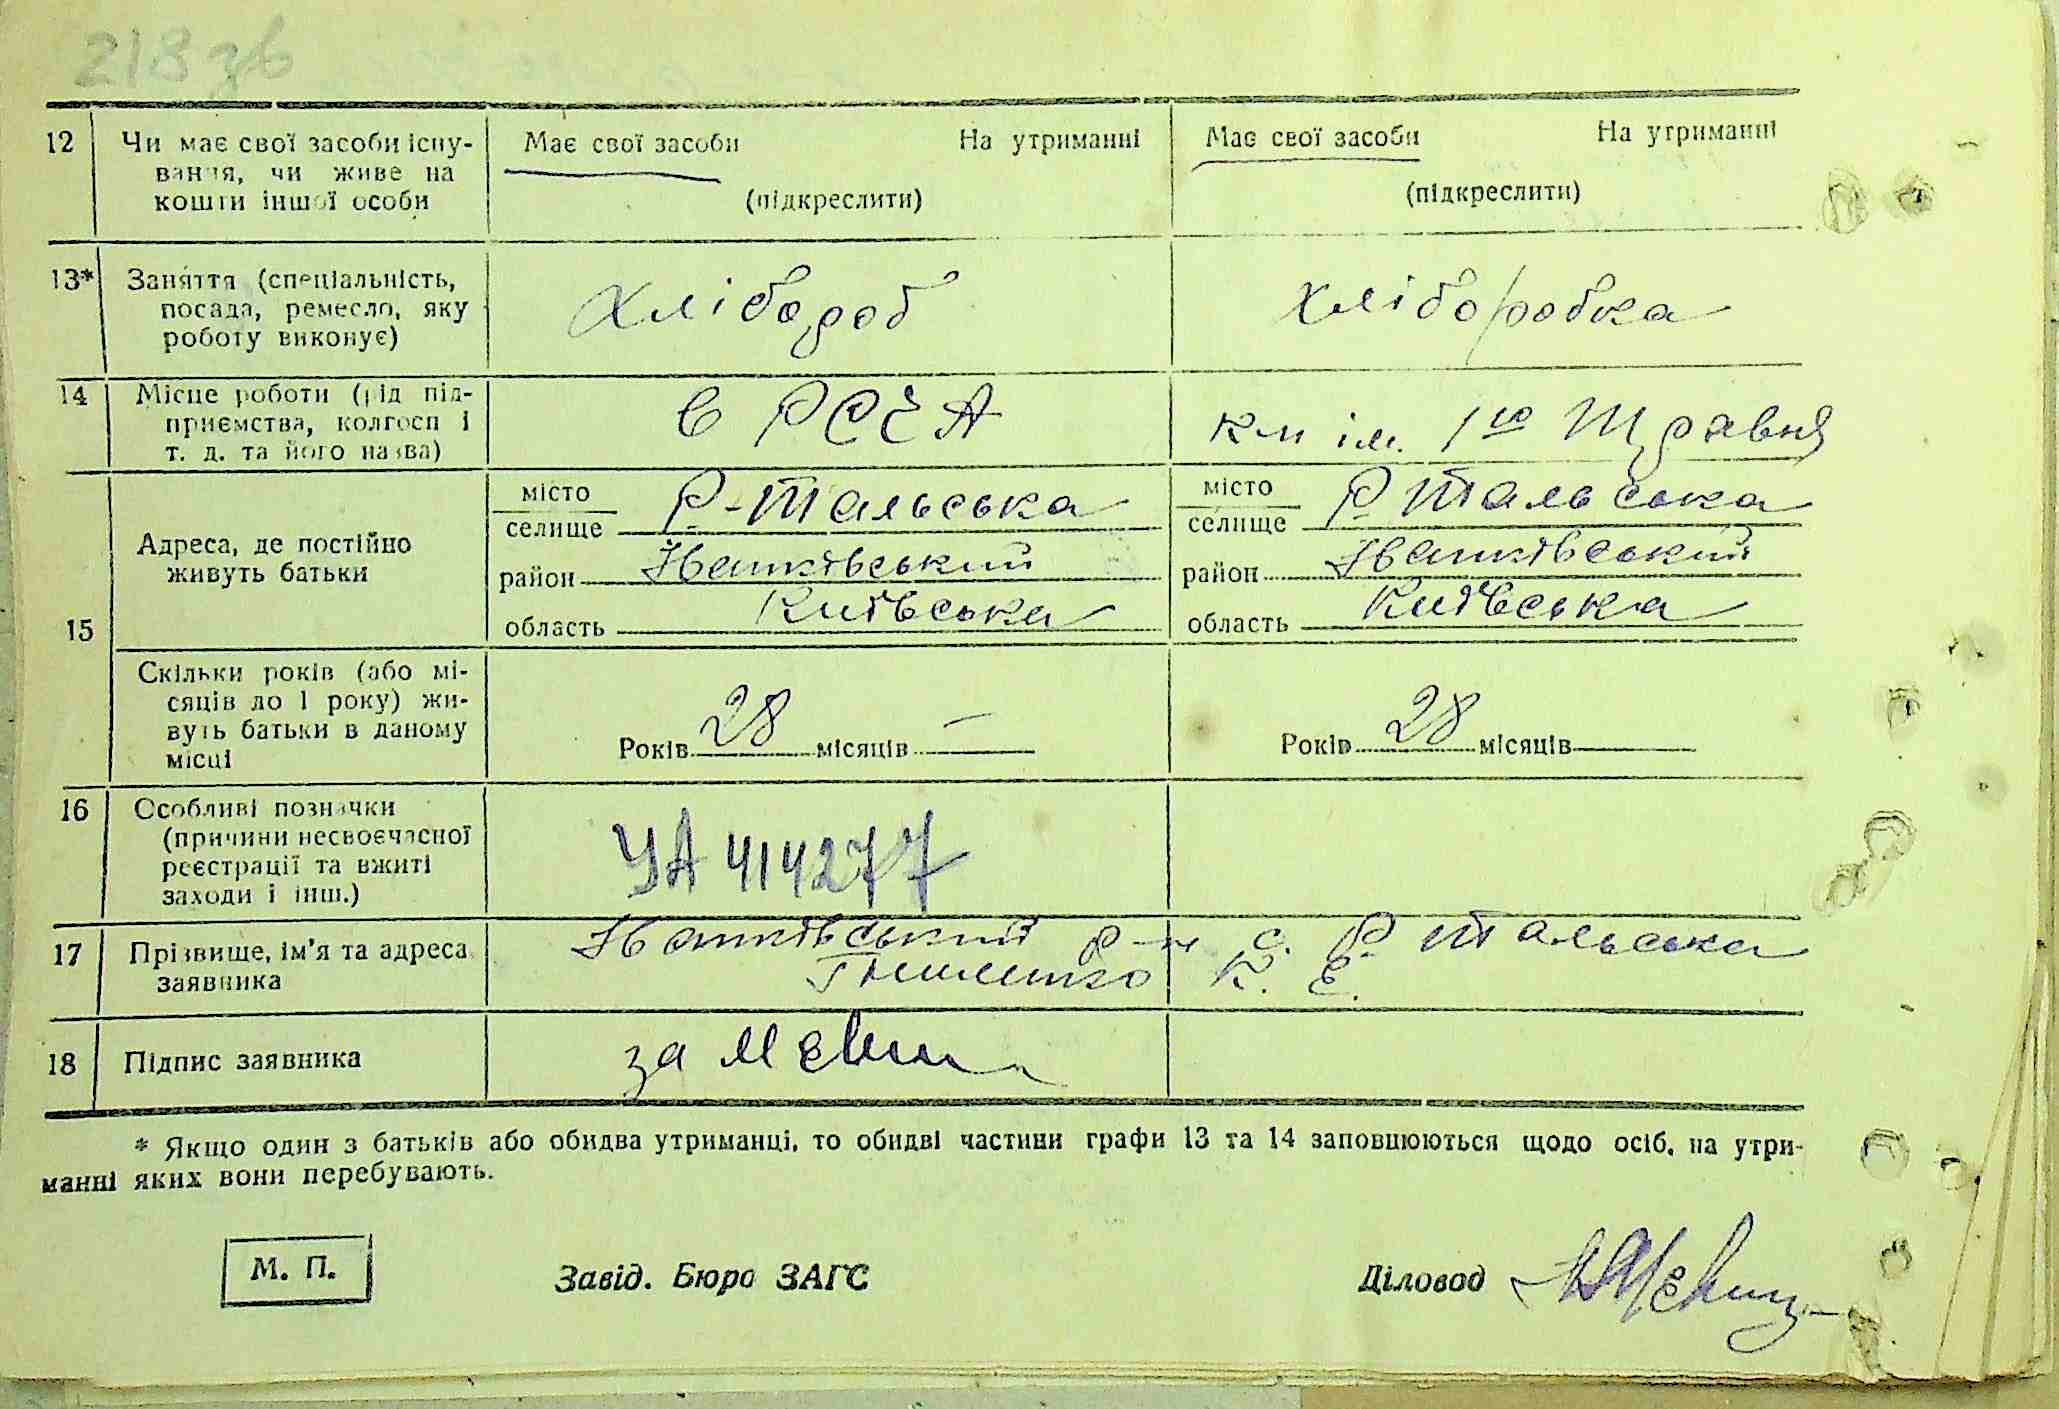 218 зв
12 Чи має свої засоби існу- Має свої засоби На утриманні Має свої засоби На утриманні
вання, чи живе на
кошти іншої особи (підкреслити) (підкреслити)
13* Заняття (спеціальність,
посада, ремесло, яку хлібороб хліборобка
роботу виконує)
14 Місце роботи (рід під-
приємства, колгосп і в РСЧА км ім. 1го Травня
т. д. та його назва)
місто Р-Тальська місто Р Тальська
селище селище
Адреса, де постійно
живуть батьки
район Іванківський район Іванківський
область Київська область Київська
15
Скільки років (або мі-
сяців до 1 року) жи-
вуть батьки в даному Років 28 місяців — Років 28 місяців
місці
16 Особливі позначки
(причини несвоєчасної
реєстрації та вжиті УА 414277
заходи і інш.)
17 Прізвище, ім'я та адреса Іванківський р-н с. Р Тальська
заявника К. Е.
18 Підпис заявника за
* Якщо один з батьків або обидва утриманці, то обидві частини графи 13 та 14 заповнюються щодо осіб, на утри-
манні яких вони перебувають.
М. П. Завід. Бюро ЗАГС Діловод